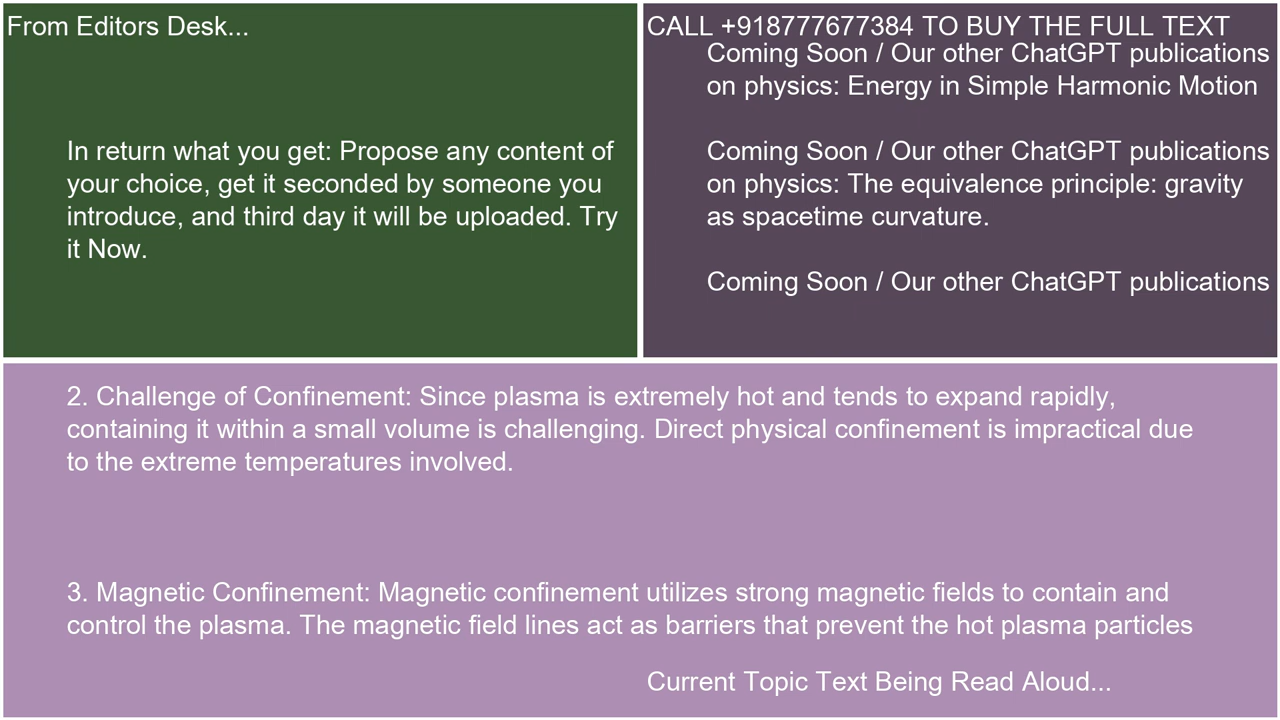 From Editors Desk...
In return what you get: Propose any content of
your choice, get it seconded by someone you
introduce, and third day it will be uploaded. Try
it Now.
CALL +918777677384 TO BUY THE FULL TEXT
Coming Soon / Our other ChatGPT publications
on physics: Energy in Simple Harmonic Motion
Coming Soon / Our other ChatGPT publications
on physics: The equivalence principle: gravity
as spacetime curvature.
Coming Soon / Our other ChatGPT publications
2. Challenge of Confinement: Since plasma is extremely hot and tends to expand rapidly,
containing it within a small volume is challenging. Direct physical confinement is impractical due
to the extreme temperatures involved.
3. Magnetic Confinement: Magnetic confinement utilizes strong magnetic fields to contain and
control the plasma. The magnetic field lines act as barriers that prevent the hot plasma particles
Current Topic Text Being Read Aloud...